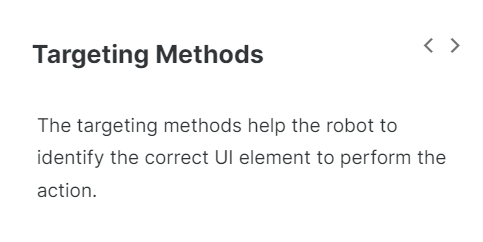 Targeting Methods
The targeting methods help the robot to
identify the correct UI element to perform the
action.